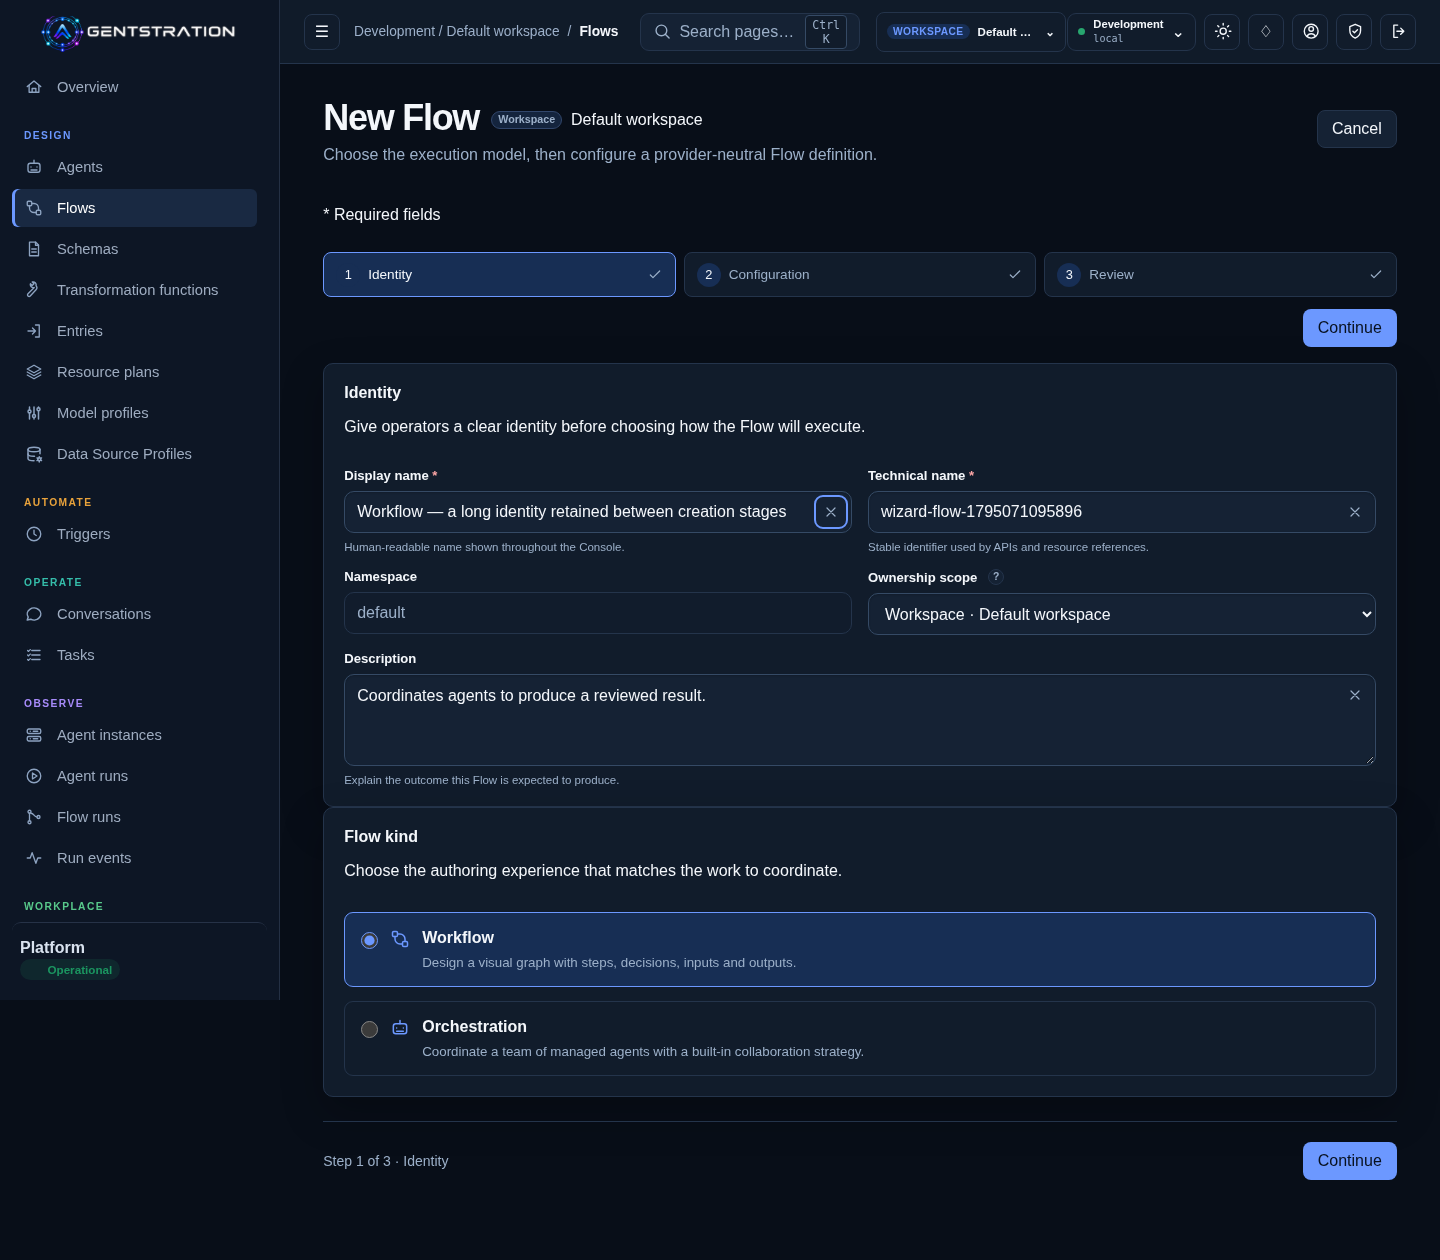 GENTSTRATION
Overview
DESIGN
Agents
Flows
Schemas
Transformation functions
Entries
Resource plans
Model profiles
Data Source Profiles
AUTOMATE
Triggers
OPERATE
Conversations
Tasks
OBSERVE
Agent instances
Agent runs
Flow runs
Run events
WORKPLACE
Platform
Operational
Development / Default workspace / Flows
Search pages…
Ctrl
K
WORKSPACE Default ...
Development
local
New Flow Workspace Default workspace
Choose the execution model, then configure a provider-neutral Flow definition.
Cancel
* Required fields
1 Identity
2 Configuration
3 Review
Continue
Identity
Give operators a clear identity before choosing how the Flow will execute.
Display name *
Workflow — a long identity retained between creation stages
Human-readable name shown throughout the Console.
Technical name *
wizard-flow-1795071095896
Stable identifier used by APIs and resource references.
Namespace
default
Ownership scope ?
Workspace · Default workspace
Description
Coordinates agents to produce a reviewed result.
Explain the outcome this Flow is expected to produce.
Flow kind
Choose the authoring experience that matches the work to coordinate.
Workflow
Design a visual graph with steps, decisions, inputs and outputs.
Orchestration
Coordinate a team of managed agents with a built-in collaboration strategy.
Step 1 of 3 · Identity
Continue